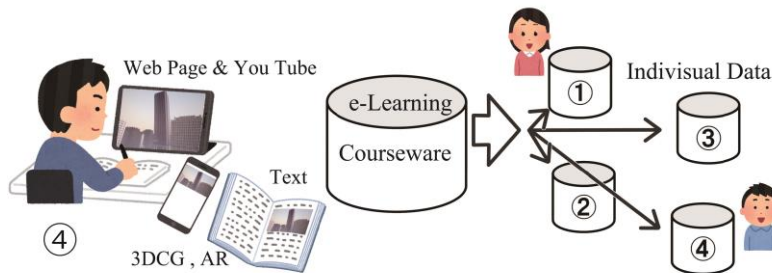 Web Page & You Tube
Text
3DCG , AR
④
e-Learning
Courseware
Indivisual Data
①
②
③
④